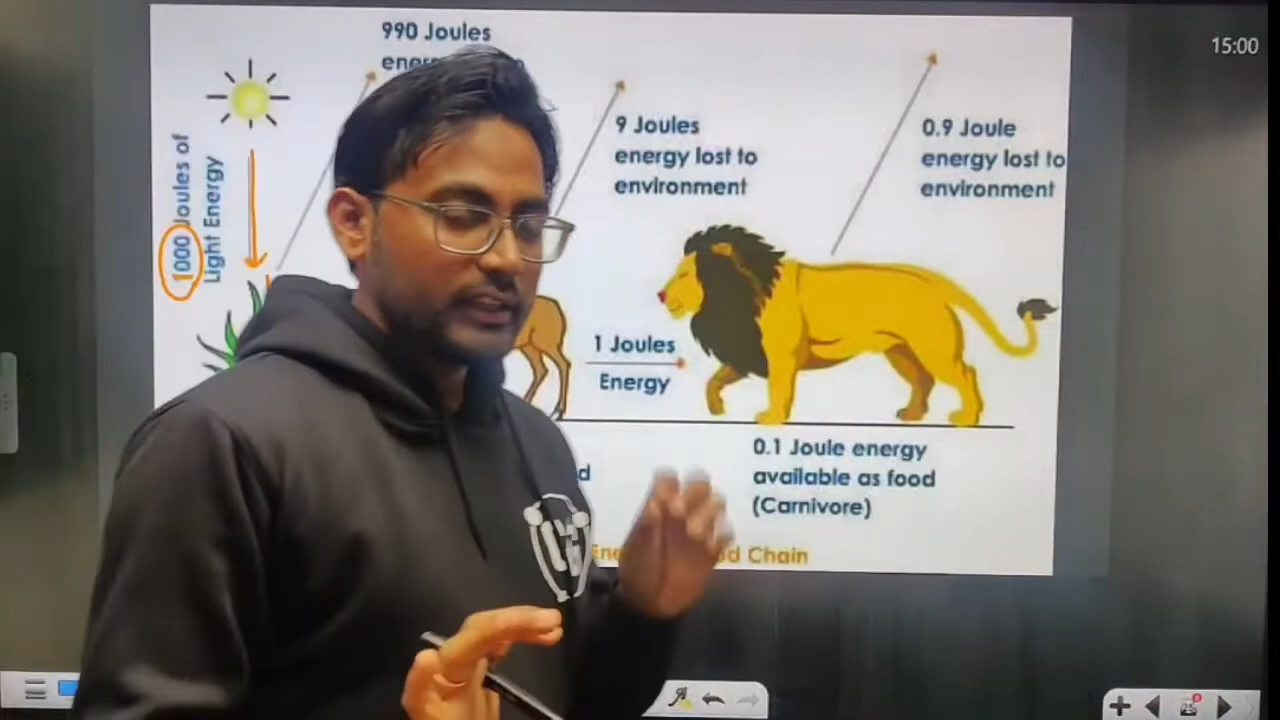 990 Joules
15:00
1000 Joules of
Light Energy
9 Joules
energy lost to
environment
0.9 Joule
energy lost to
environment
1 Joules
Energy
0.1 Joule energy
available as food
(Carnivore)
Chain
25